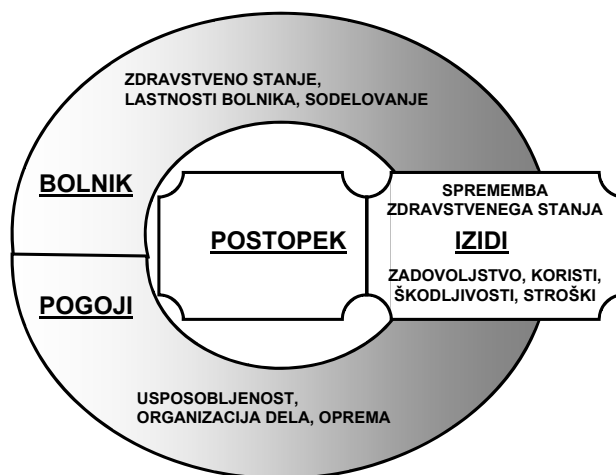 ZDRAVSTVENO STANJE,
LASTNOSTI BOLNIKA, SODELOVANJE
BOLNIK
POSTOPEK
SPREMEMBA
ZDRAVSTVENEGA STANJA
IZIDI
ZADOVOLJSTVO, KORISTI,
ŠKODLJIVOSTI, STROŠKI
POGOJI
USPOSOBLJENOST,
ORGANIZACIJA DELA, OPREMA